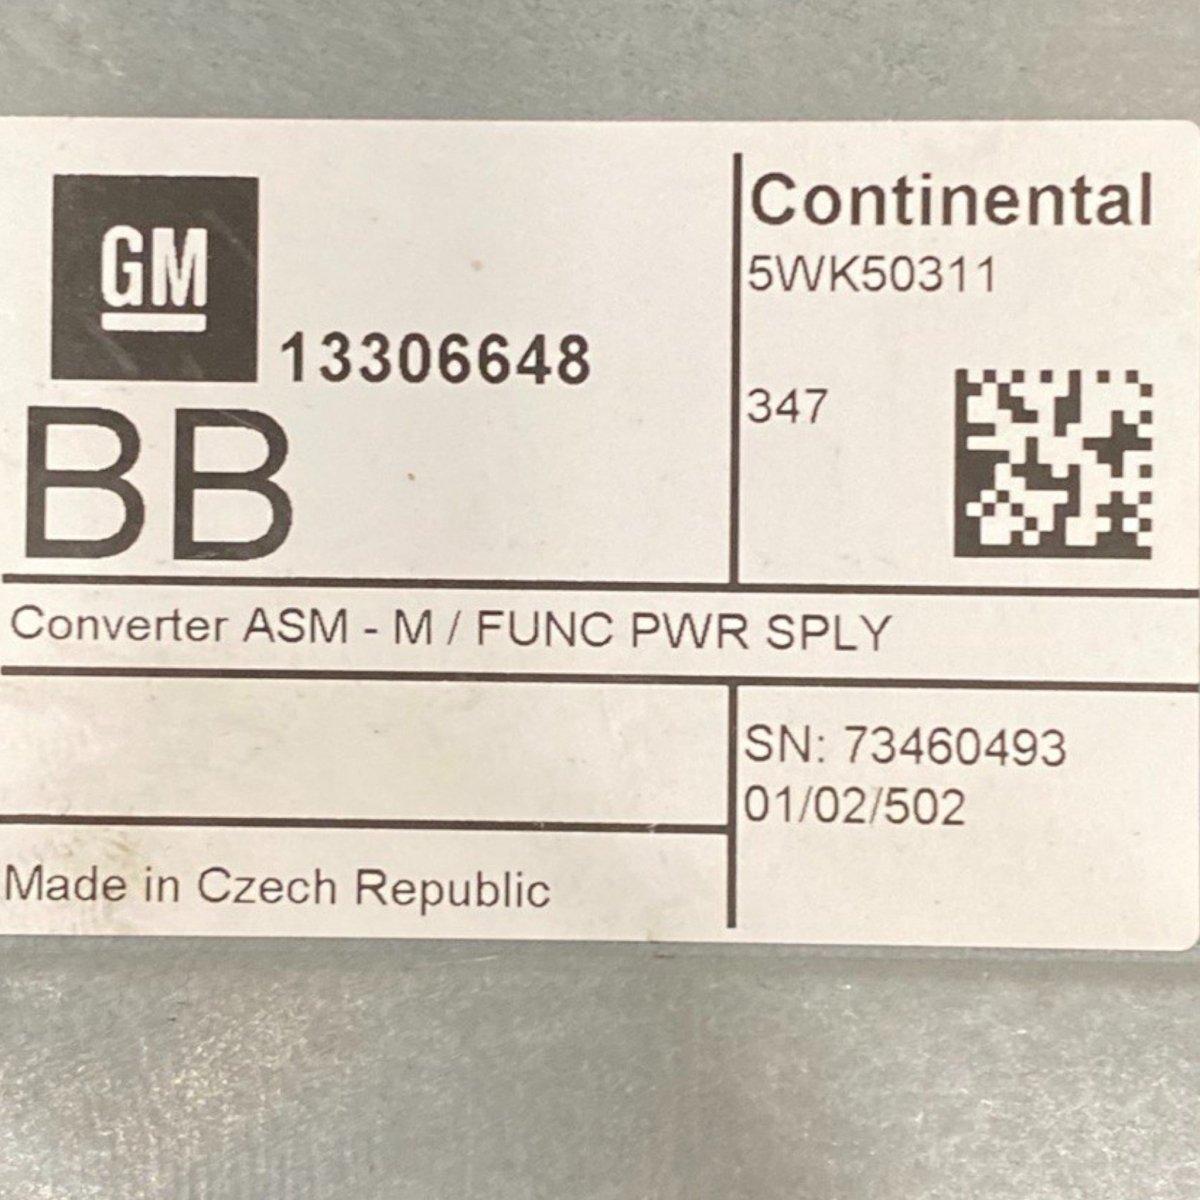 GM
13306648
BB
Continental
5WK50311
347
Converter ASM - M / FUNC PWR SPLY
SN: 73460493
01/02/502
Made in Czech Republic